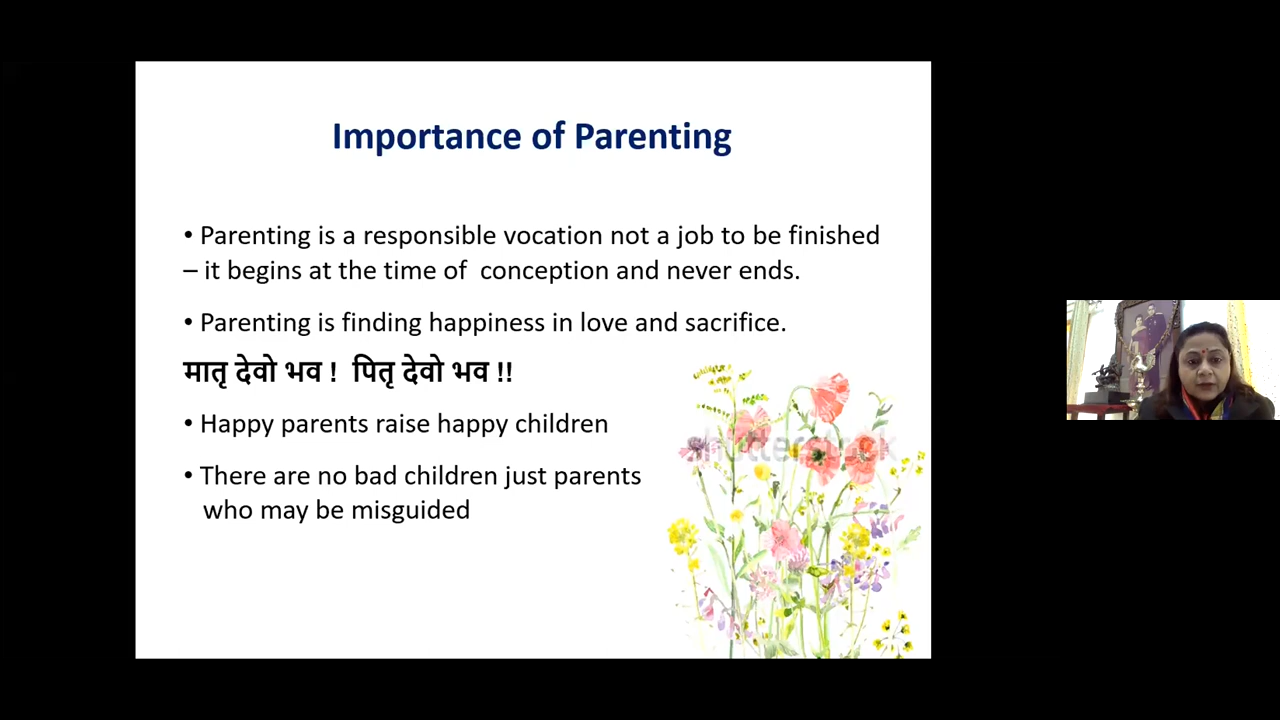 Importance of Parenting
• Parenting is a responsible vocation not a job to be finished
– it begins at the time of  conception and never ends.
• Parenting is finding happiness in love and sacrifice.
मातृ देवो भव !  पितृ देवो भव !!
• Happy parents raise happy children
• There are no bad children just parents
who may be misguided
shutterstock